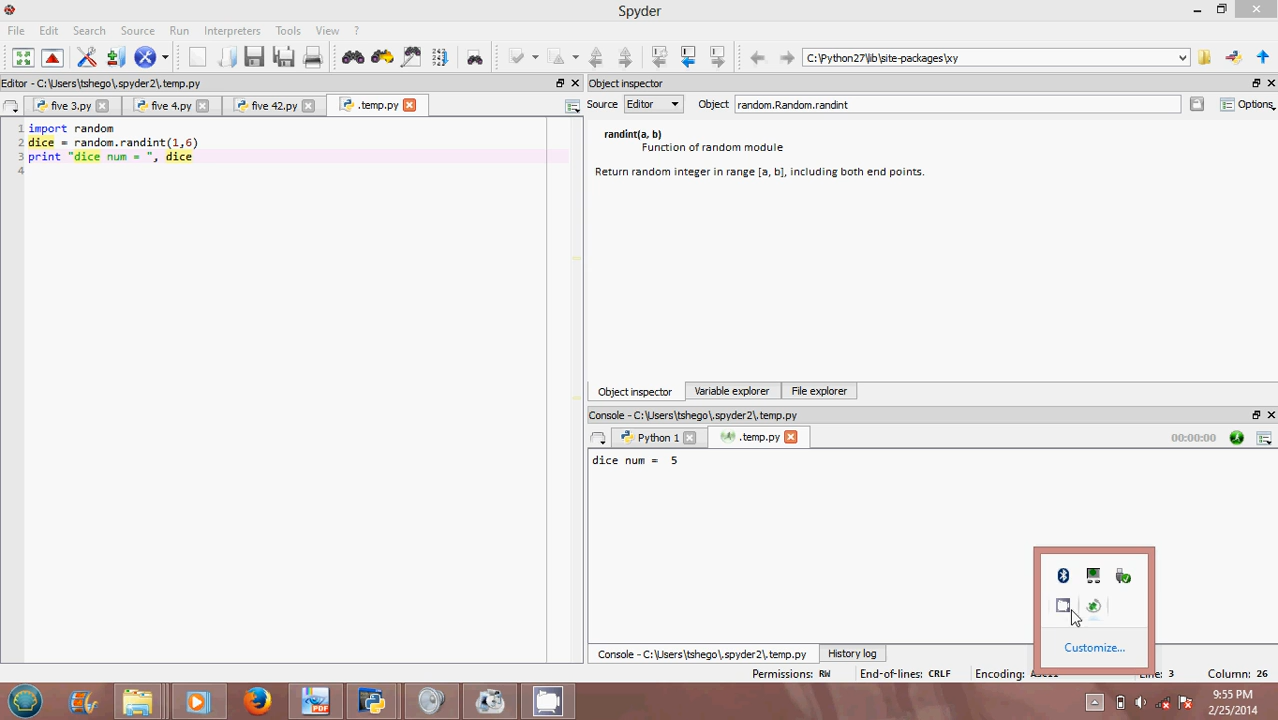 Spyder
File Edit Search Source Run Interpreters Tools View ?
C:\Python27\lib\site-packages\xy
Editor - C:\Users\tshego\.spyder2\.temp.py
Object inspector
five 3.py five 4.py five 42.py .temp.py
Source Editor Object random.Random.randint Options
1 import random
2 dice = random.randint(1,6)
3 print "dice num = ", dice
4
randint(a, b)
Function of random module
Return random integer in range [a, b], including both end points.
Object inspector Variable explorer File explorer
Console - C:\Users\tshego\.spyder2\.temp.py
Python 1 .temp.py 00:00:00
dice num =  5
Customize...
Console - C:\Users\tshego\.spyder2\.temp.py History log
Permissions: RW End-of-lines: CRLF Encoding: Line: 3 Column: 26
PDF
9:55 PM
2/25/2014